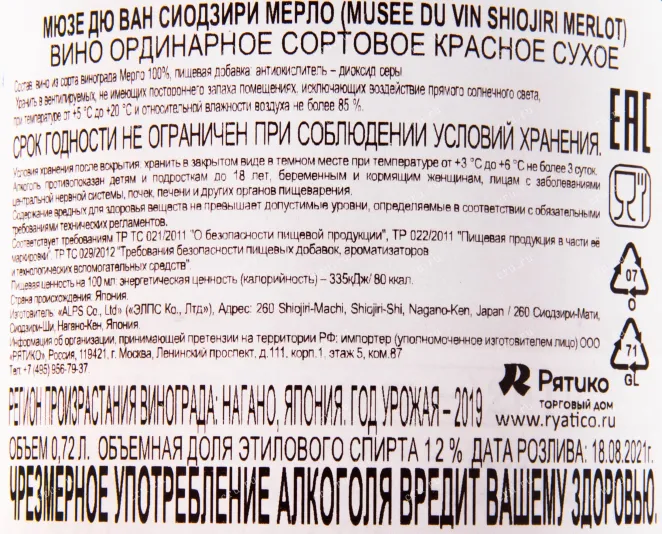 МЮЗЕ ДЮ ВАН СИОДЗИРИ МЕРЛО (MUSEE DU VIN SHIOJIRI MERLOT)
ВИНО ОРДИНАРНОЕ СОРТОВОЕ КРАСНОЕ СУХОЕ
Состав: вино из сорта винограда Мерло 100%, пищевая добавка: антиокислитель – диоксид серы
Хранить в вентилируемых, не имеющих постороннего запаха помещениях, исключающих воздействие прямого солнечного света,
при температуре от +5 °С до +20 °С и относительной влажности воздуха не более 85 %.
СРОК ГОДНОСТИ НЕ ОГРАНИЧЕН ПРИ СОБЛЮДЕНИИ УСЛОВИЙ ХРАНЕНИЯ.
EAC
Условия хранения после вскрытия: хранить в закрытом виде в темном месте при температуре от +3 °С до +6 °С не более 3 суток.
Алкоголь противопоказан детям и подросткам до 18 лет, беременным и кормящим женщинам, лицам с заболеваниями
центральной нервной системы, почек, печени и других органов пищеварения.
Содержание вредных для здоровья веществ не превышает допустимые уровни, определяемые в соответствии с обязательными
требованиями технических регламентов.
Соответствует требованиям ТР ТС 021/2011 "О безопасности пищевой продукции", ТР 022/2011 "Пищевая продукция в части её
маркировки", ТР ТС 029/2012 "Требования безопасности пищевых добавок, ароматизаторов
и технологических вспомогательных средств"
07
O
Пищевая ценность на 100 мл: энергетическая ценность (калорийность) – 335кДж/ 80 ккал.
Страна происхождения: Япония.
Изготовитель: «ALPS Co., Ltd» («ЭЛПС Ко., Лтд»), Адрес: 260 Shiojiri-Machi, Shiojiri-Shi, Nagano-Ken, Japan / 260 Сиодзири-Мати,
Сиодзири-Ши, Нагано-Кен, Япония.
Информация об организации, принимающей претензии на территории РФ: импортер (уполномоченное изготовителем лицо) ООО
«РЯТИКО», Россия, 119421, г. Москва, Ленинский проспект, д.111. корп.1. этаж 5, ком.87
Тел: +7 (495) 956-79-37.
71
GL
Рятико
ТОРГОВЫЙ ДОМ
www.ryatico.ru
РЕГИОН ПРОИЗРАСТАНИЯ ВИНОГРАДА: НАГАНО, ЯПОНИЯ. ГОД УРОЖАЯ – 2019
ОБЪЕМ 0,72 Л. ОБЪЕМНАЯ ДОЛЯ ЭТИЛОВОГО СПИРТА 12 % ДАТА РОЗЛИВА: 18.08.2021г.
ЧРЕЗМЕРНОЕ УПОТРЕБЛЕНИЕ АЛКОГОЛЯ ВРЕДИТ ВАШЕМУ ЗДОРОВЬЮ.